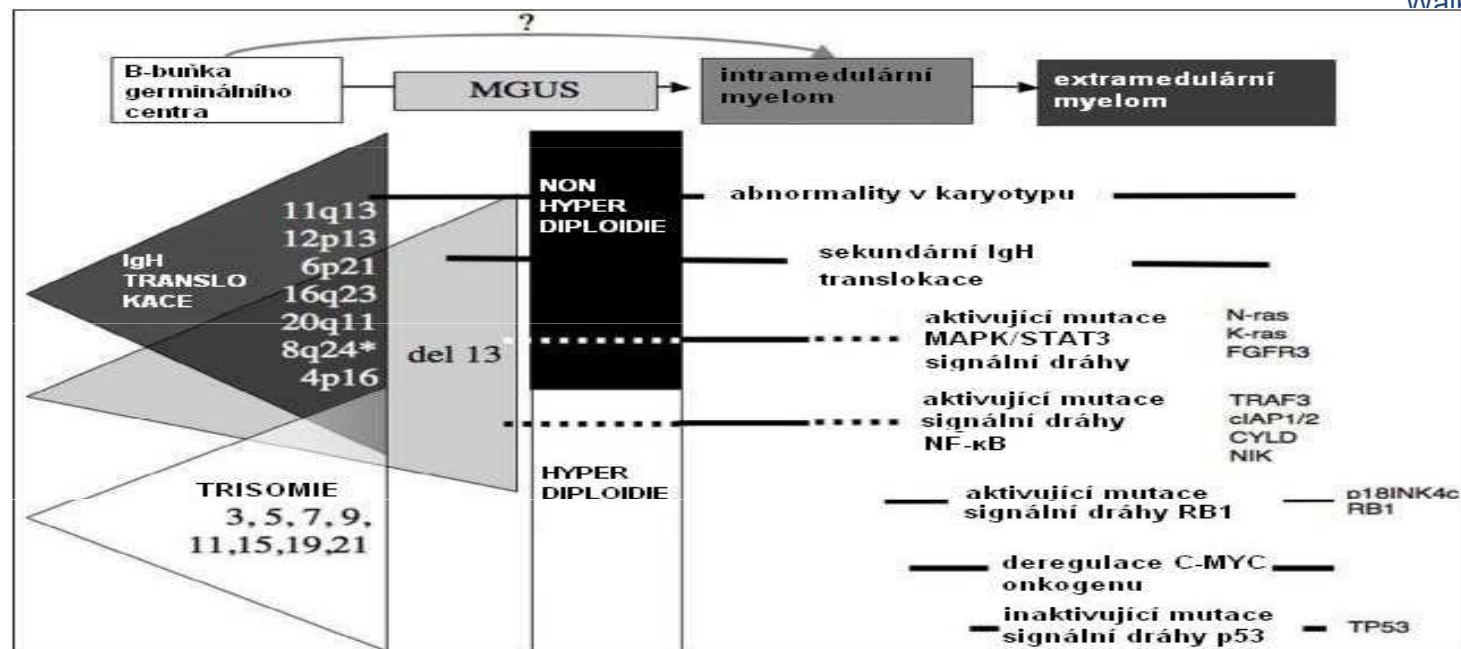 ?
B-buňka
germinálního
centra
MGUS
intramedulární
myelom
extramedulární
myelom
11q13
12p13
6p21
16q23
20q11
8q24*
4p16
IgH
TRANSLO
KACE
del 13
NON
HYPER
DIPLOIDIE
HYPER
DIPLOIDIE
TRISOMIE
3, 5, 7, 9,
11,15,19,21
abnormality v karyotypu
sekundární IgH
translokace
aktivující mutace
MAPK/STAT3
signální dráhy
N-ras
K-ras
FGFR3
aktivující mutace
signální dráhy
NF-κB
TRAF3
cIAP1/2
CYLD
NIK
aktivující mutace
signální dráhy RB1
p18INK4c
RB1
deregulace C-MYC
onkogenu
inaktivující mutace
signální dráhy p53
TP53